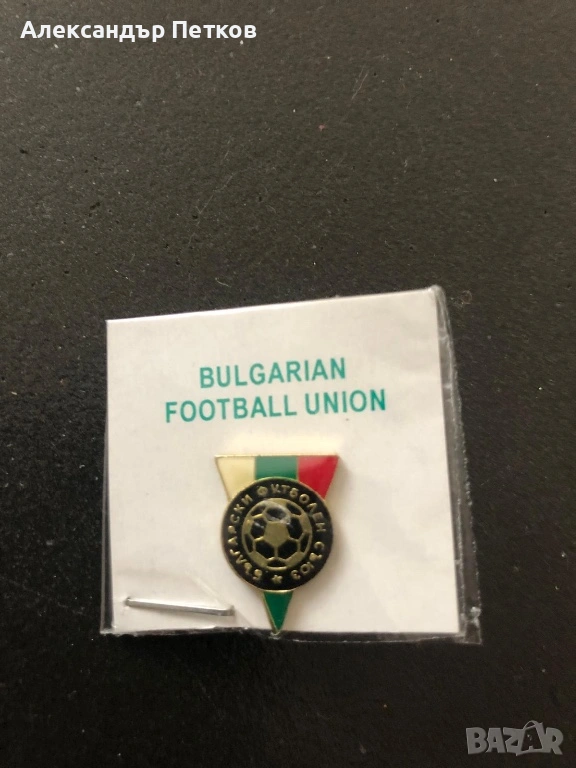 Александър Петков
BULGARIAN
FOOTBALL UNION
БЪЛГАРСКИ ФУТБОЛЕН СЪЮЗ
BAZAR